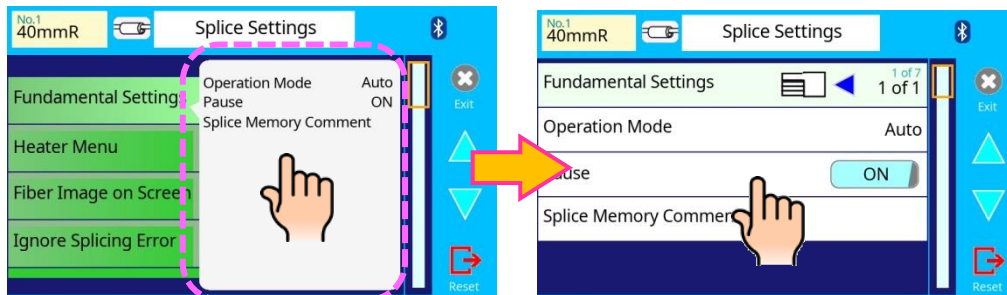 No.1
40mmR
Splice Settings
Fundamental Setting
Heater Menu
Fiber Image on Screen
Ignore Splicing Error
Operation Mode Auto
Pause ON
Splice Memory Comment
Exit
Reset
No.1
40mmR
Splice Settings
Fundamental Settings
1 of 7
1 of 1
Operation Mode Auto
ause ON
Splice Memory Commen
Exit
Reset